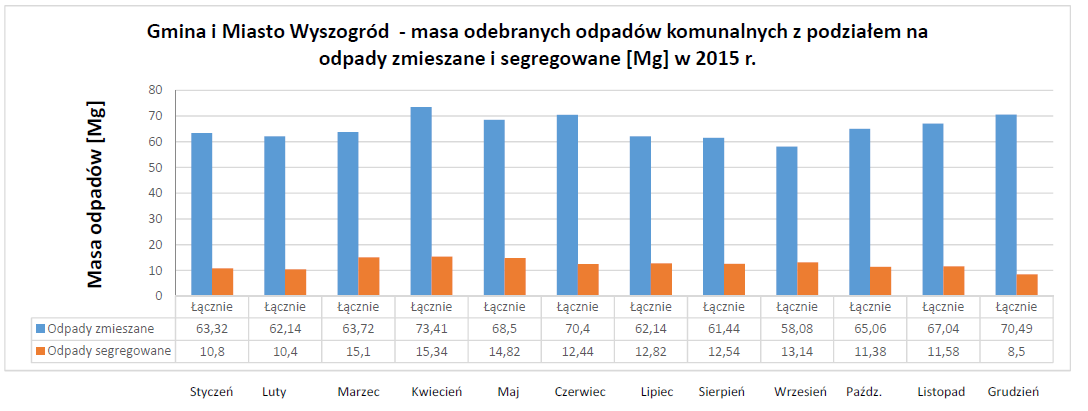 Gmina i Miasto Wyszogród - masa odebranych odpadów komunalnych z podziałem na
odpady zmieszane i segregowane [Mg] w 2015 r.
Masa odpadów [Mg]
80
70
60
50
40
30
20
10
0
Łącznie Łącznie Łącznie Łącznie Łącznie Łącznie Łącznie Łącznie Łącznie Łącznie Łącznie Łącznie
Odpady zmieszane 63,32 62,14 63,72 73,41 68,5 70,4 62,14 61,44 58,08 65,06 67,04 70,49
Odpady segregowane 10,8 10,4 15,1 15,34 14,82 12,44 12,82 12,54 13,14 11,38 11,58 8,5
Styczeń Luty Marzec Kwiecień Maj Czerwiec Lipiec Sierpień Wrzesień Paźdz. Listopad Grudzień